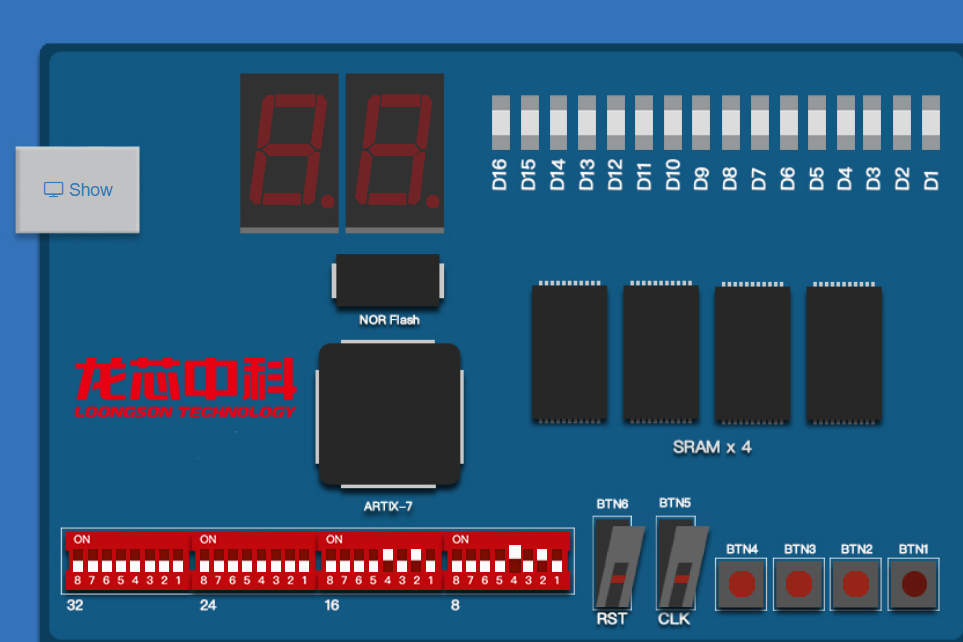 D16 D15 D14 D13 D12 D11 D10 D9 D8 D7 D6 D5 D4 D3 D2 D1
Show
NOR Flash
龙芯中科
LOONGSON TECHNOLOGY
SRAM x 4
ARTIX-7
BTN6 BTN5
ON ON ON ON
BTN4 BTN3 BTN2 BTN1
8 7 6 5 4 3 2 1 8 7 6 5 4 3 2 1 8 7 6 5 4 3 2 1 8 7 6 5 4 3 2 1
32 24 16 8
RST CLK